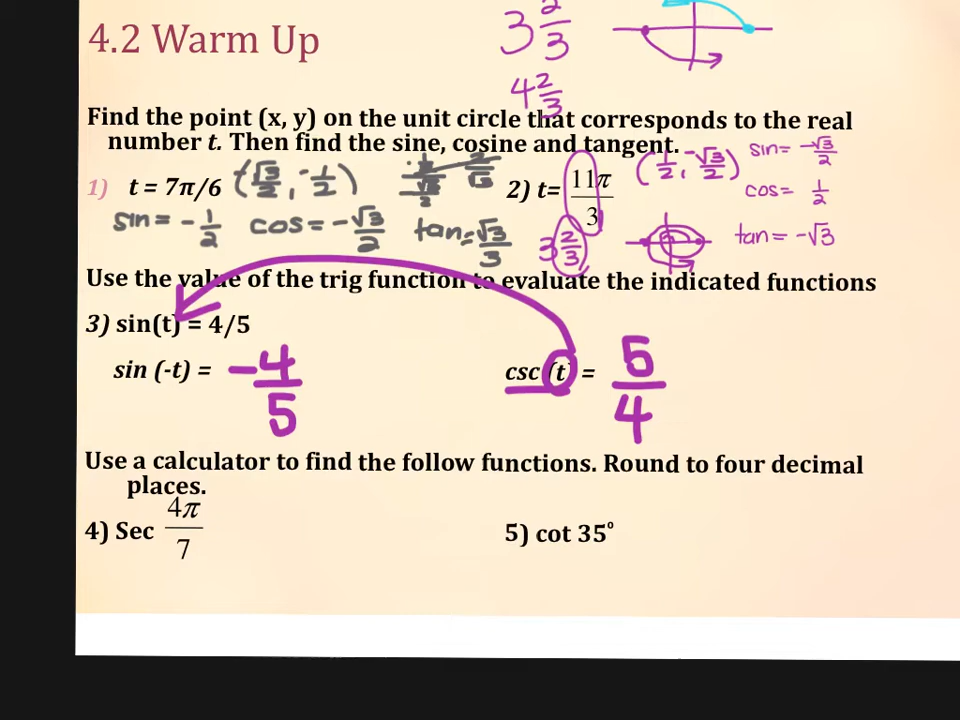 4.2 Warm Up
3 2/3
4 2/3
Find the point (x, y) on the unit circle that corresponds to the real
number t. Then find the sine, cosine and tangent.
1) t = 7π/6 (-√3/2, -1/2)
sin = -1/2 cos = -√3/2 tan = √3/3
2) t= 11π/3 (1/2, -√3/2)
3 2/3
sin = -√3/2
cos = 1/2
tan = -√3
Use the value of the trig function to evaluate the indicated functions
3) sin(t) = 4/5
sin (-t) = -4/5 csc (t) = 5/4
Use a calculator to find the follow functions. Round to four decimal
places.
4) Sec 4π/7 5) cot 35°